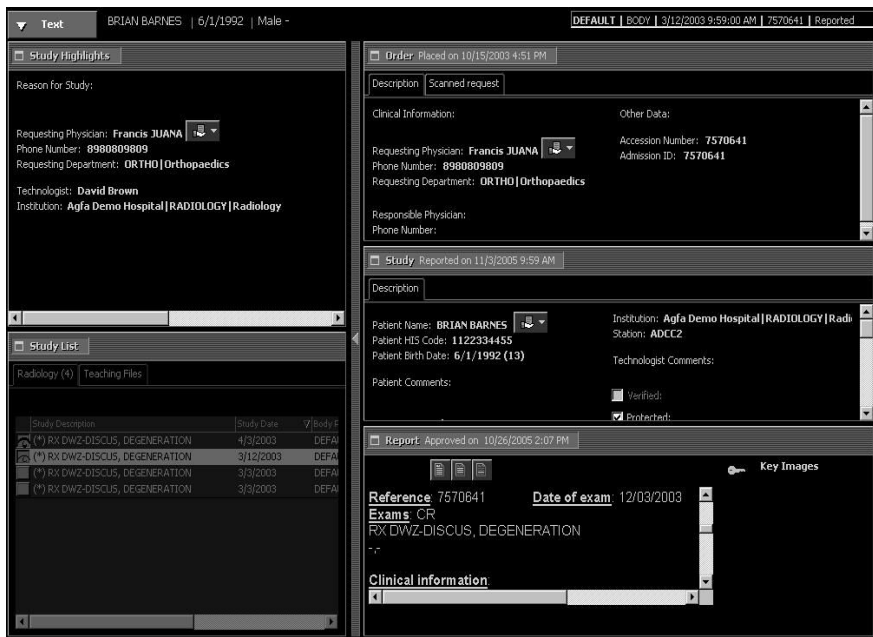 Text
BRIAN BARNES | 6/1/1992 | Male -
DEFAULT | BODY | 3/12/2003 9:59:00 AM | 7570641 | Reported
Study Highlights
Reason for Study:
Requesting Physician: Francis JUANA
Phone Number: 8980809809
Requesting Department: ORTHO|Orthopaedics
Technologist: David Brown
Institution: Agfa Demo Hospital|RADIOLOGY|Radiology
Study List
Radiology (4) Teaching Files
Study Description Study Date Body P
(*) RX DWZ-DISCUS, DEGENERATION 4/3/2003 DEFA
(*) RX DWZ-DISCUS, DEGENERATION 3/12/2003 DEFA
(*) RX DWZ-DISCUS, DEGENERATION 3/3/2003 DEFA
(*) RX DWZ-DISCUS, DEGENERATION 3/3/2003 DEFA
Order Placed on 10/15/2003 4:51 PM
Description Scanned request
Clinical Information:
Requesting Physician: Francis JUANA
Phone Number: 8980809809
Requesting Department: ORTHO|Orthopaedics
Responsible Physician:
Phone Number:
Other Data:
Accession Number: 7570641
Admission ID: 7570641
Study Reported on 11/3/2005 9:59 AM
Description
Patient Name: BRIAN BARNES
Patient HIS Code: 1122334455
Patient Birth Date: 6/1/1992 (13)
Patient Comments:
Institution: Agfa Demo Hospital|RADIOLOGY|Radi
Station: ADCC2
Technologist Comments:
Verified:
Protected:
Report Approved on 10/26/2005 2:07 PM
Reference: 7570641 Date of exam: 12/03/2003
Exams: CR
RX DWZ-DISCUS, DEGENERATION
-,-
Clinical information:
Key Images